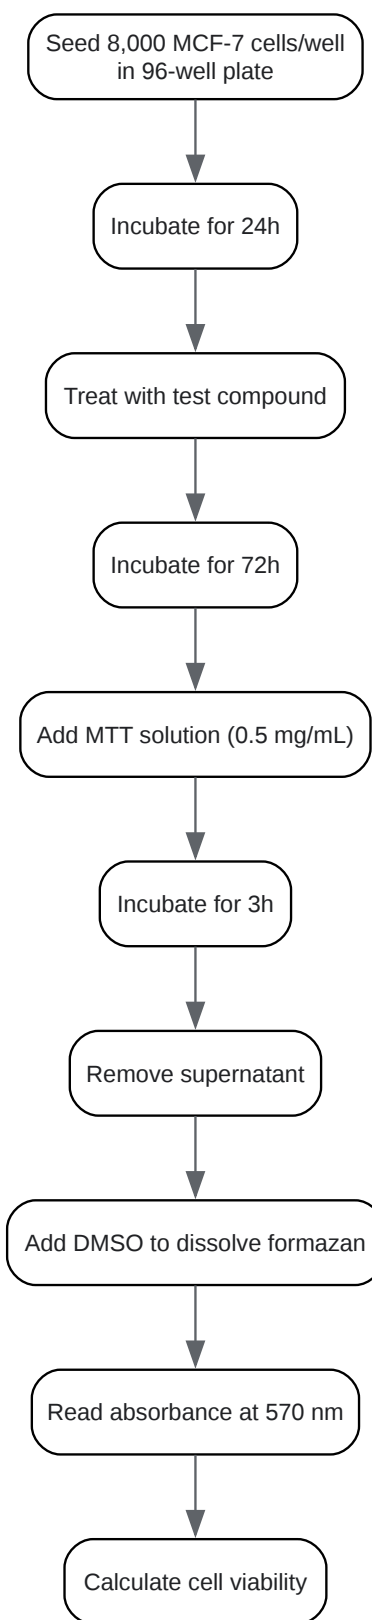 Seed 8,000 MCF-7 cells/well
in 96-well plate
Incubate for 24h
Treat with test compound
Incubate for 72h
Add MTT solution (0.5 mg/mL)
Incubate for 3h
Remove supernatant
Add DMSO to dissolve formazan
Read absorbance at 570 nm
Calculate cell viability